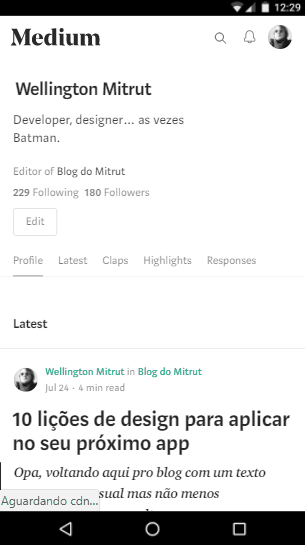 12:29
Medium
Wellington Mitrut
Developer, designer… as vezes
Batman.
Editor of Blog do Mitrut
229 Following 180 Followers
Edit
Profile Latest Claps Highlights Responses
Latest
Wellington Mitrut in Blog do Mitrut
Jul 24 · 4 min read
10 lições de design para aplicar
no seu próximo app
Opa, voltando aqui pro blog com um texto
sual mas não menos
Aguardando cdn...